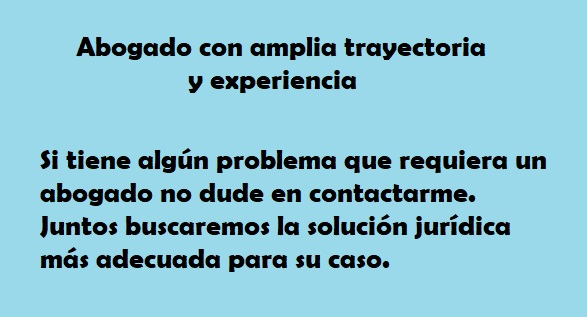 Abogado con amplia trayectoria
y experiencia
Si tiene algún problema que requiera un
abogado no dude en contactarme.
Juntos buscaremos la solución jurídica
más adecuada para su caso.